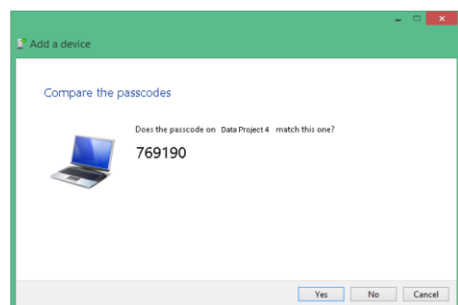 Add a device
Compare the passcodes
Does the passcode on Data Project 4 match this one?
769190
Yes No Cancel